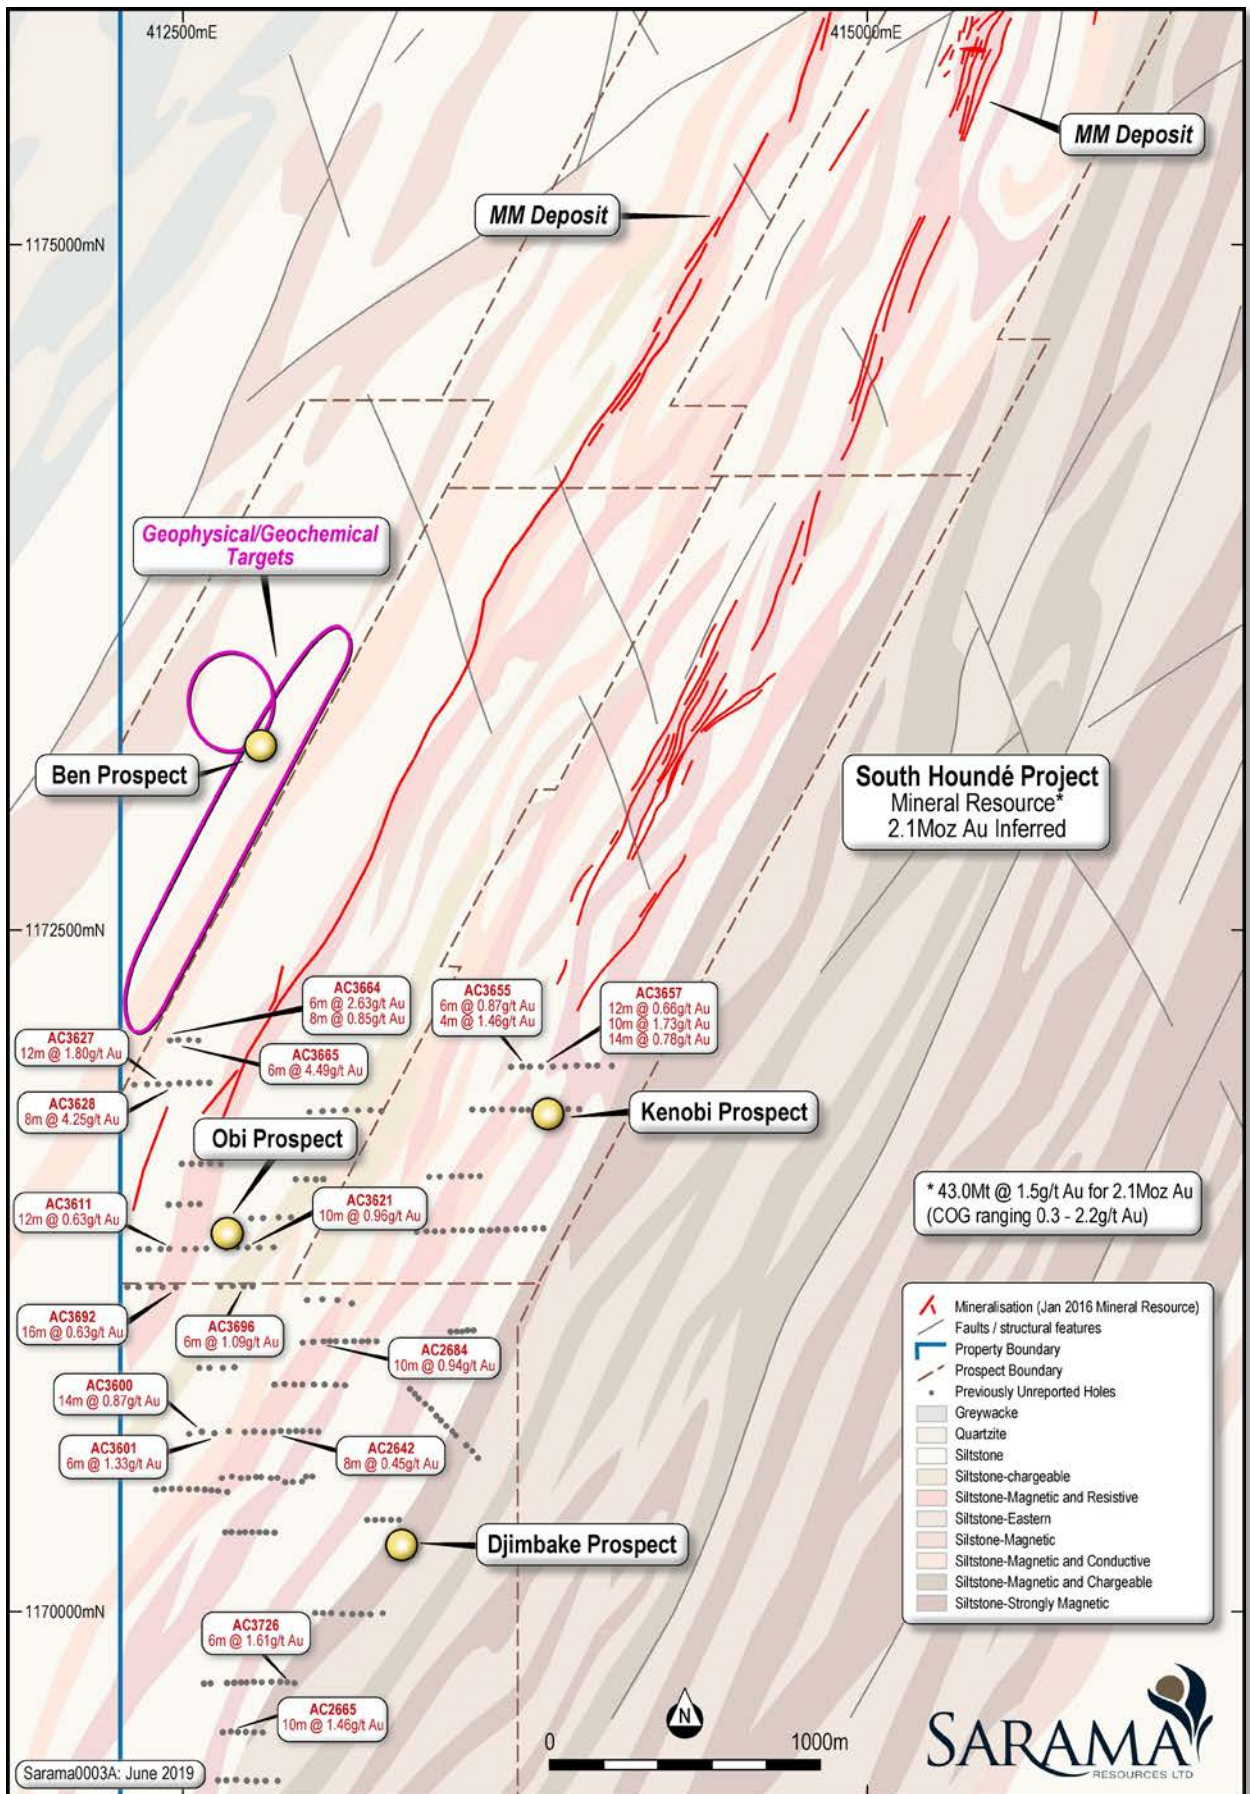 412500mE
415000mE
MM Deposit
MM Deposit
1175000mN
Geophysical/Geochemical
Targets
Ben Prospect
South Houndé Project
Mineral Resource*
2.1Moz Au Inferred
1172500mN
AC3664
6m @ 2.63g/t Au
8m @ 0.85g/t Au
AC3655
6m @ 0.87g/t Au
4m @ 1.46g/t Au
AC3657
12m @ 0.66g/t Au
10m @ 1.73g/t Au
14m @ 0.78g/t Au
AC3627
12m @ 1.80g/t Au
AC3665
6m @ 4.49g/t Au
AC3628
8m @ 4.25g/t Au
Kenobi Prospect
Obi Prospect
AC3611
12m @ 0.63g/t Au
AC3621
10m @ 0.96g/t Au
* 43.0Mt @ 1.5g/t Au for 2.1Moz Au
(COG ranging 0.3 - 2.2g/t Au)
AC3692
16m @ 0.63g/t Au
AC3696
6m @ 1.09g/t Au
AC2684
10m @ 0.94g/t Au
AC3600
14m @ 0.87g/t Au
AC3601
6m @ 1.33g/t Au
AC2642
8m @ 0.45g/t Au
Djimbake Prospect
Mineralisation (Jan 2016 Mineral Resource)
Faults / structural features
Property Boundary
Prospect Boundary
Previously Unreported Holes
Greywacke
Quartzite
Siltstone
Siltstone-chargeable
Siltstone-Magnetic and Resistive
Siltstone-Eastern
Silstone-Magnetic
Siltstone-Magnetic and Conductive
Siltstone-Magnetic and Chargeable
Siltstone-Strongly Magnetic
1170000mN
AC3726
6m @ 1.61g/t Au
AC2665
10m @ 1.46g/t Au
N
0 1000m
SARAMA
RESOURCES LTD
Sarama0003A: June 2019